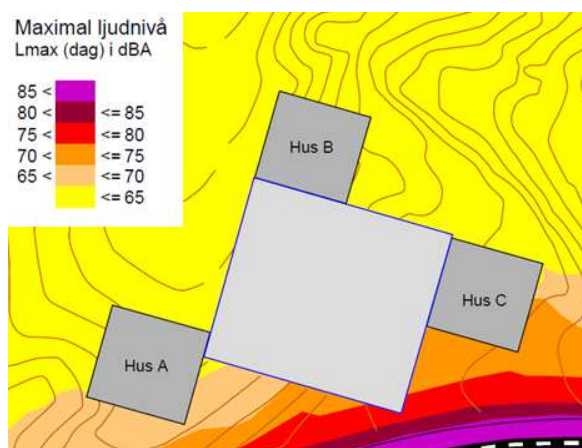 Maximal ljudnivå
Lmax (dag) i dBA
85 <
80 < <= 85
75 < <= 80
70 < <= 75
65 < <= 70
<= 65
Hus B
Hus C
Hus A